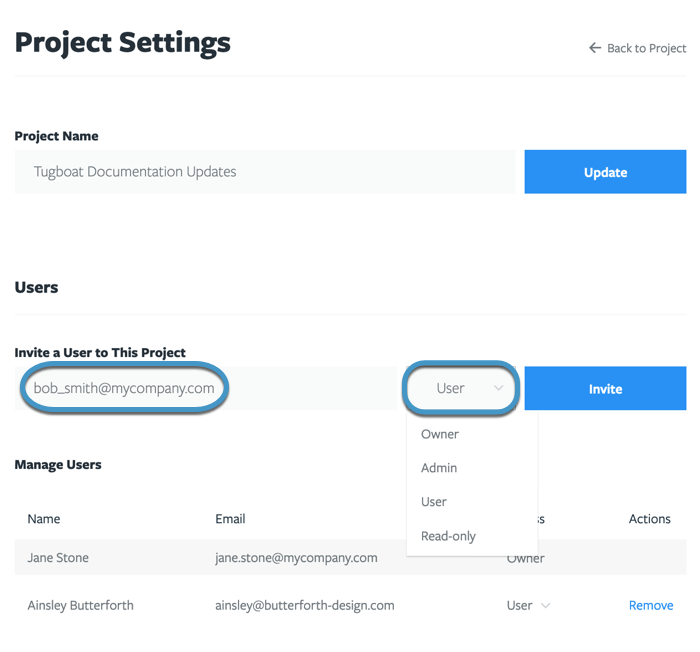 Project Settings
← Back to Project
Project Name
Tugboat Documentation Updates
Update
Users
Invite a User to This Project
bob_smith@mycompany.com
User
Invite
Owner
Admin
User
Read-only
Manage Users
Name Email Actions
Jane Stone jane.stone@mycompany.com Owner
Ainsley Butterforth ainsley@butterforth-design.com User Remove